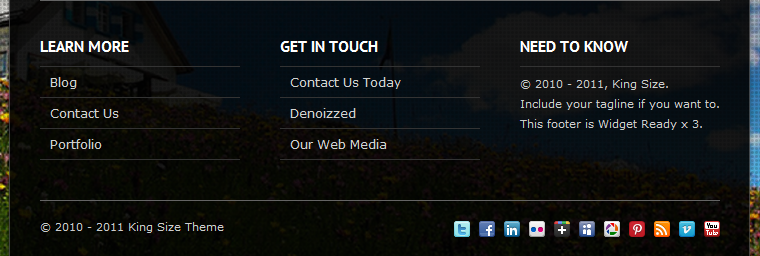 LEARN MORE
Blog
Contact Us
Portfolio
GET IN TOUCH
Contact Us Today
Denoizzed
Our Web Media
NEED TO KNOW
© 2010 - 2011, King Size.
Include your tagline if you want to.
This footer is Widget Ready x 3.
© 2010 - 2011 King Size Theme
You Tube